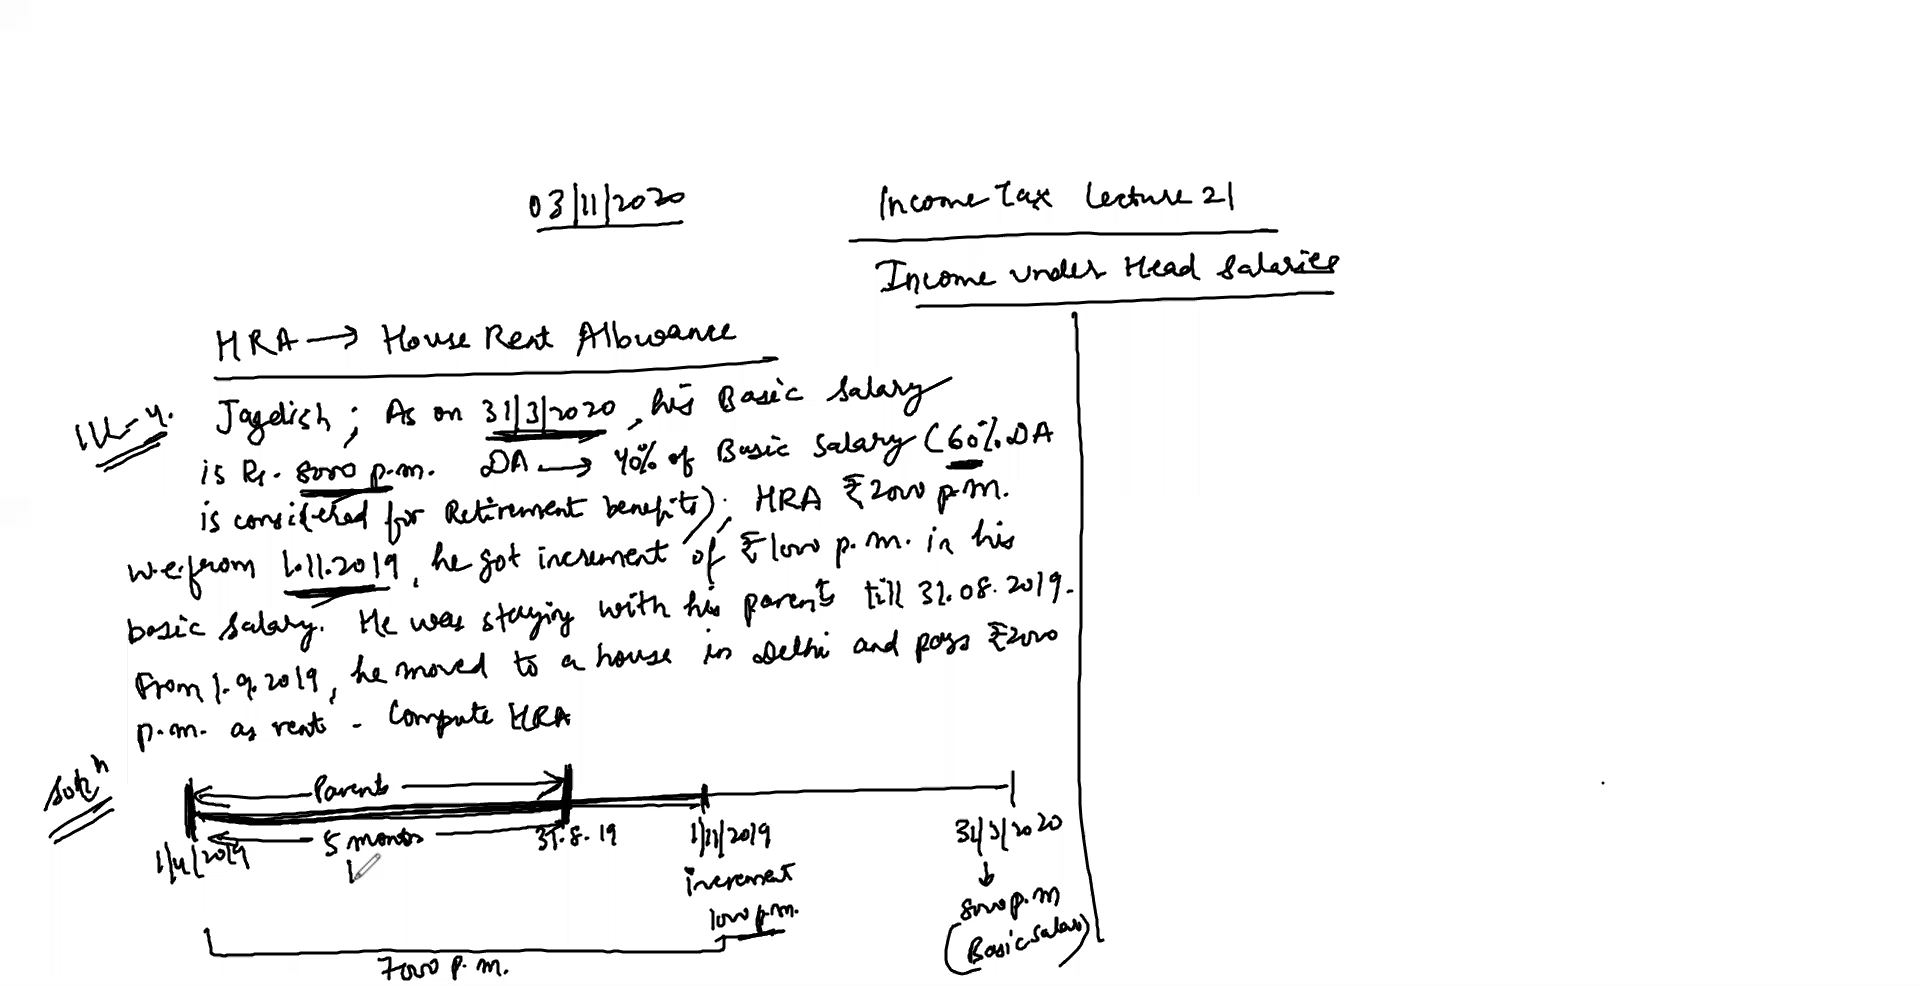 03/11/2020
Income Tax Lecture 21
Income under Head Salaries
HRA → House Rent Allowance
Ill-4. Jagdish; As on 31/3/2020, his Basic Salary
is Rs. 8000 p.m. DA → 40% of Basic Salary (60% DA
is considered for Retirement benefits). HRA ₹2000 p.m.
w.e.from 1.11.2019, he got increment of ₹1000 p.m. in his
basic salary. He was staying with his parents till 31.08.2019.
From 1.9.2019, he moved to a house in Delhi and pays ₹2000
p.m. as rent - Compute HRA
Soln
Parents
5 months
1/4/2019
31.8.19
1/11/2019
31/3/2020
increment
1000 p.m.
8000 p.m
(Basic Salary)
7000 p.m.